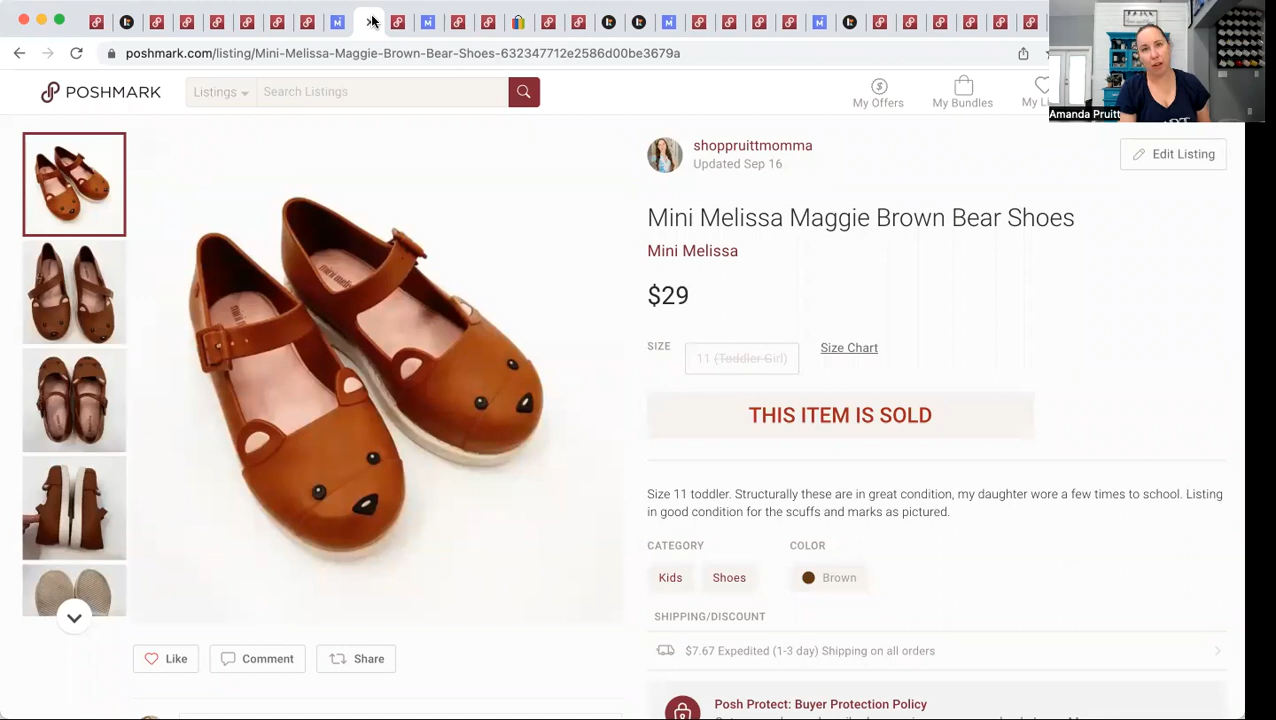 poshmark.com/listing/Mini-Melissa-Maggie-Brown-Bear-Shoes-632347712e2586d00be3679a
Amanda Pruitt
POSHMARK
Listings
Search Listings
My Offers
My Bundles
My Li
shoppruittmomma
Updated Sep 16
Edit Listing
Mini Melissa Maggie Brown Bear Shoes
Mini Melissa
$29
SIZE
11 (Toddler Girl)
Size Chart
THIS ITEM IS SOLD
Size 11 toddler. Structurally these are in great condition, my daughter wore a few times to school. Listing
in good condition for the scuffs and marks as pictured.
CATEGORY
COLOR
Kids
Shoes
Brown
SHIPPING/DISCOUNT
$7.67 Expedited (1-3 day) Shipping on all orders
Like
Comment
Share
Posh Protect: Buyer Protection Policy